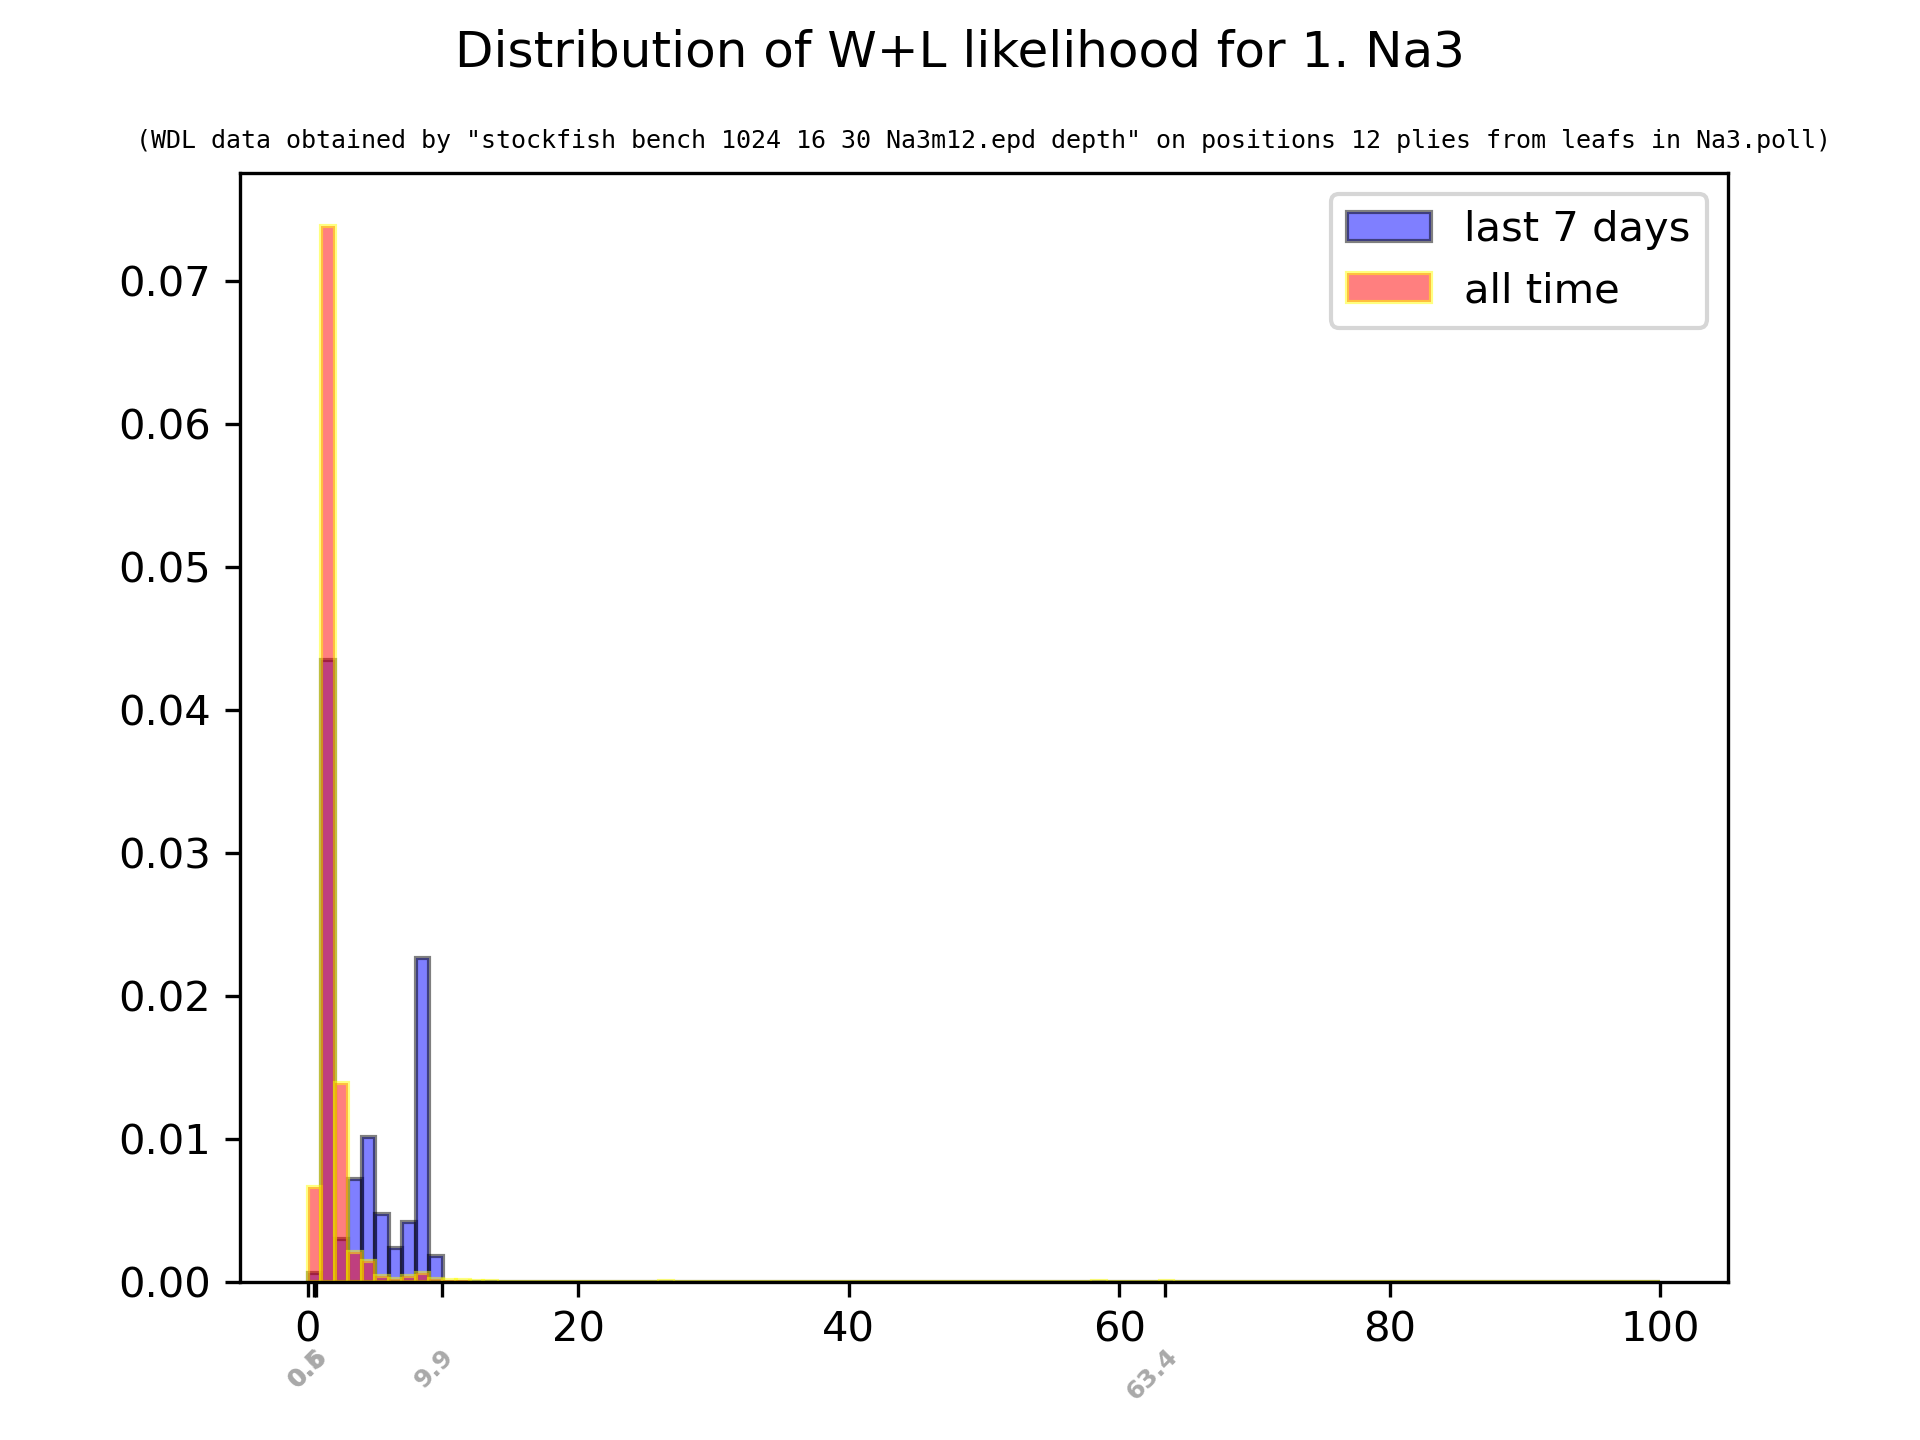 Distribution of W+L likelihood for 1. Na3
(WDL data obtained by "stockfish bench 1024 16 30 Na3m12.epd depth" on positions 12 plies from leafs in Na3.poll)
last 7 days
all time
0.07
0.06
0.05
0.04
0.03
0.02
0.01
0.00
0 20 40 60 80 100
9.9 63.4